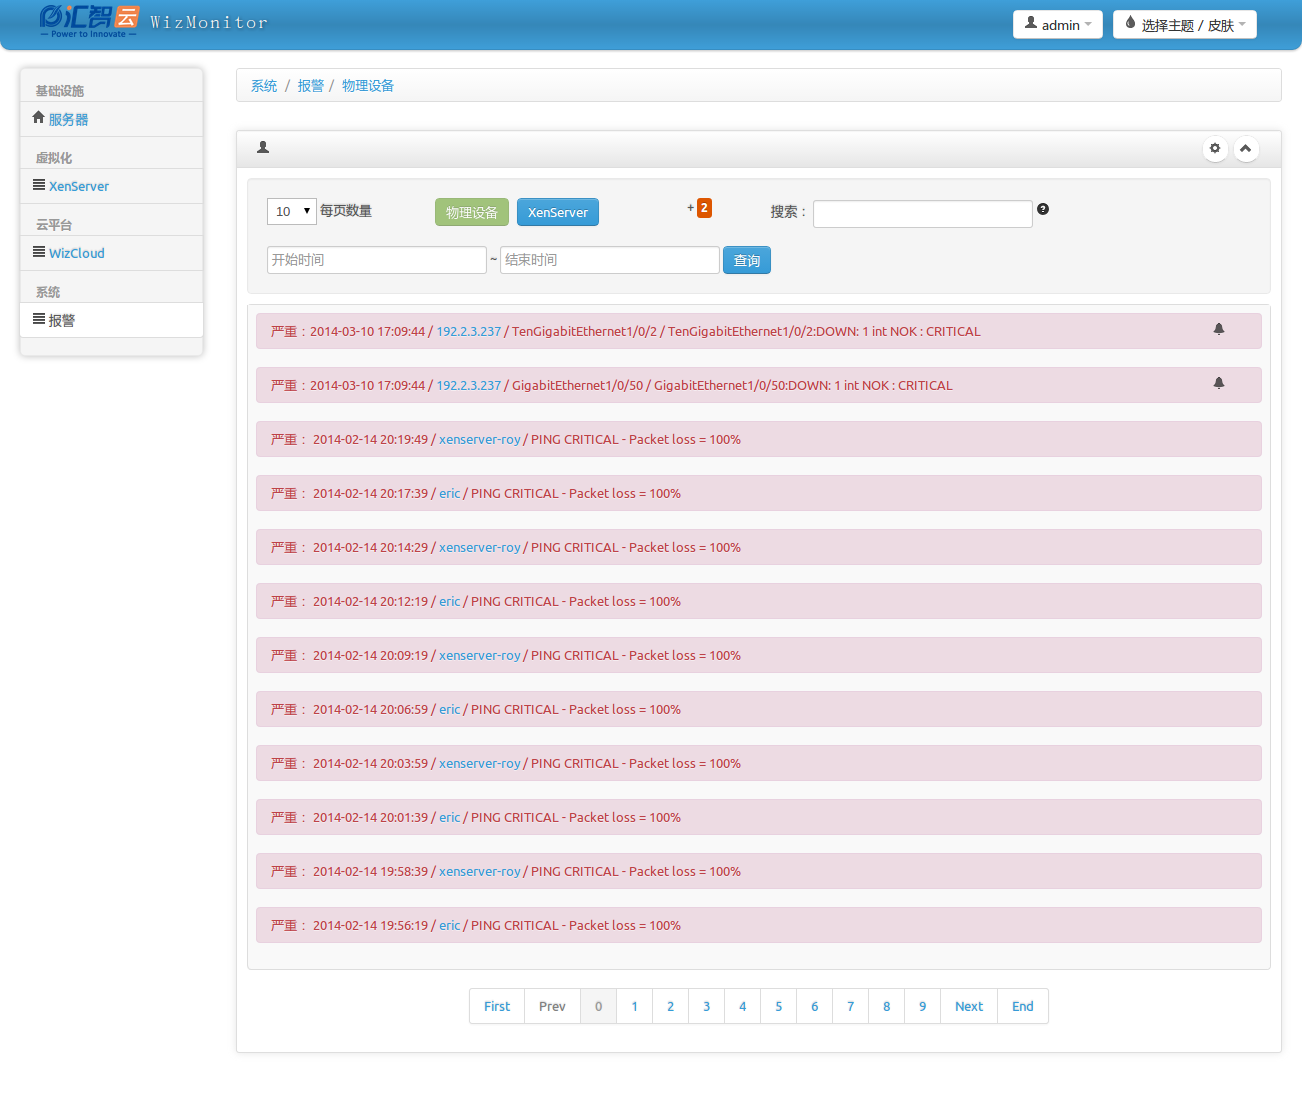 汇智云 WizMonitor
— Power to Innovate —
admin
选择主题 / 皮肤
基础设施
服务器
虚拟化
XenServer
云平台
WizCloud
系统
报警
系统 / 报警 / 物理设备
10 每页数量 物理设备 XenServer + 2 搜索：
开始时间 ~ 结束时间 查询
严重：2014-03-10 17:09:44 / 192.2.3.237 / TenGigabitEthernet1/0/2 / TenGigabitEthernet1/0/2:DOWN: 1 int NOK : CRITICAL
严重：2014-03-10 17:09:44 / 192.2.3.237 / GigabitEthernet1/0/50 / GigabitEthernet1/0/50:DOWN: 1 int NOK : CRITICAL
严重： 2014-02-14 20:19:49 / xenserver-roy / PING CRITICAL - Packet loss = 100%
严重： 2014-02-14 20:17:39 / eric / PING CRITICAL - Packet loss = 100%
严重： 2014-02-14 20:14:29 / xenserver-roy / PING CRITICAL - Packet loss = 100%
严重： 2014-02-14 20:12:19 / eric / PING CRITICAL - Packet loss = 100%
严重： 2014-02-14 20:09:19 / xenserver-roy / PING CRITICAL - Packet loss = 100%
严重： 2014-02-14 20:06:59 / eric / PING CRITICAL - Packet loss = 100%
严重： 2014-02-14 20:03:59 / xenserver-roy / PING CRITICAL - Packet loss = 100%
严重： 2014-02-14 20:01:39 / eric / PING CRITICAL - Packet loss = 100%
严重： 2014-02-14 19:58:39 / xenserver-roy / PING CRITICAL - Packet loss = 100%
严重： 2014-02-14 19:56:19 / eric / PING CRITICAL - Packet loss = 100%
First Prev 0 1 2 3 4 5 6 7 8 9 Next End